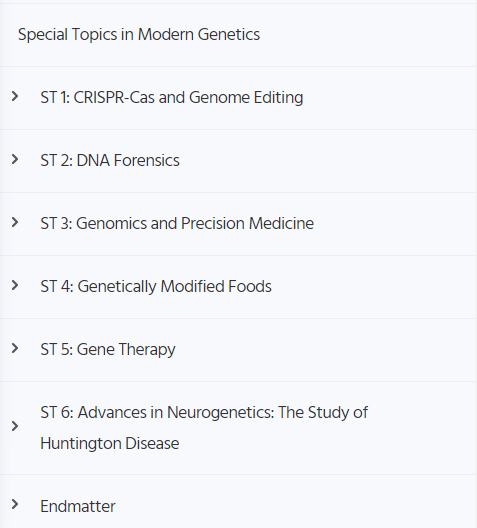 Special Topics in Modern Genetics
ST 1: CRISPR-Cas and Genome Editing
ST 2: DNA Forensics
ST 3: Genomics and Precision Medicine
ST 4: Genetically Modified Foods
ST 5: Gene Therapy
ST 6: Advances in Neurogenetics: The Study of
Huntington Disease
Endmatter